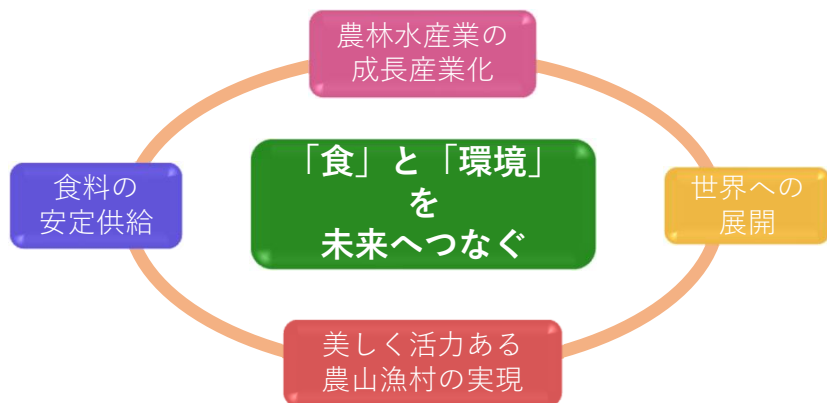 農林水産業の
成長産業化
「食」と「環境」
を
未来へつなぐ
食料の
安定供給
世界への
展開
美しく活力ある
農山漁村の実現